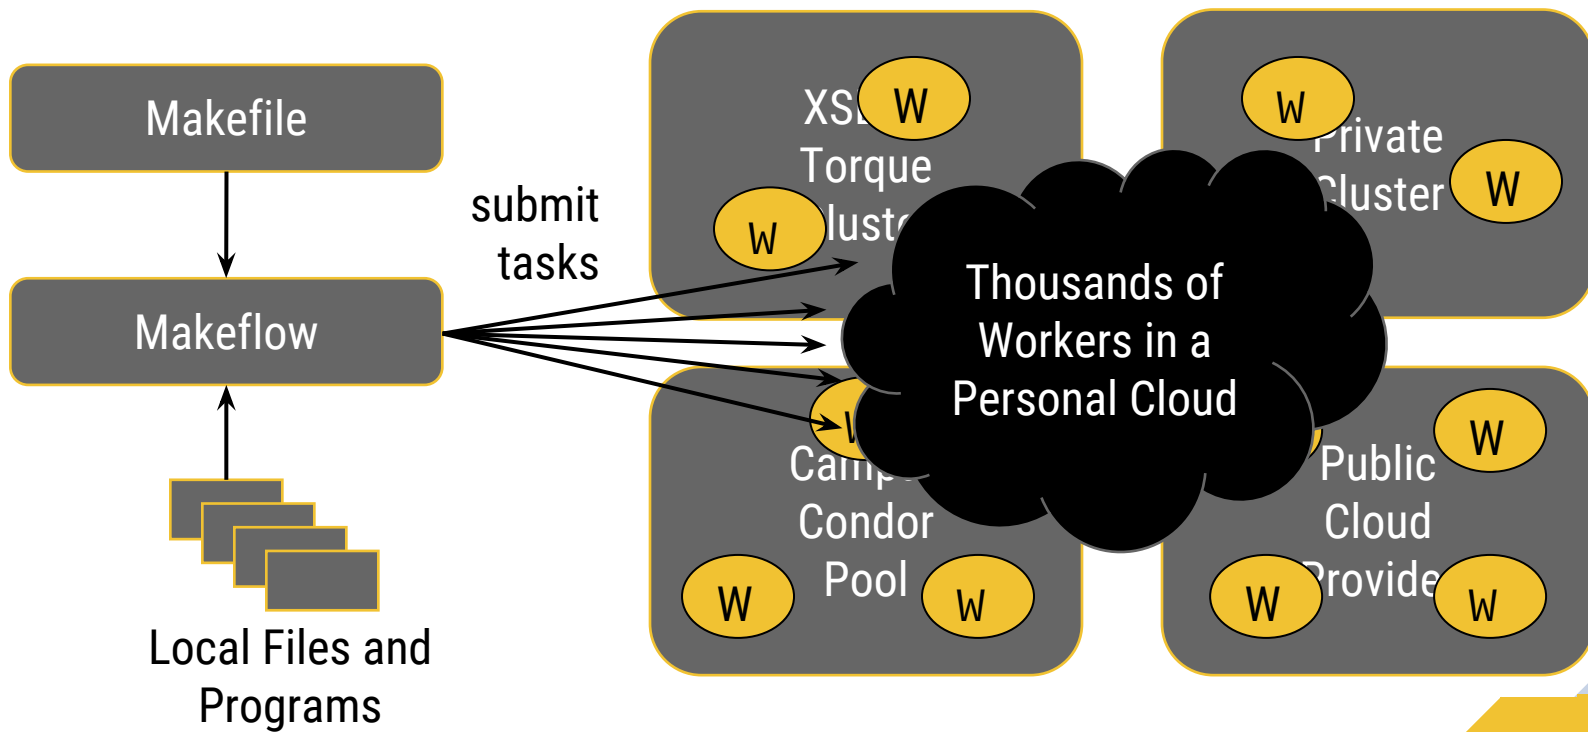 Makefile
Makeflow
Local Files and
Programs
submit
tasks
W
Torque
W
W
Private
Cluster
W
Thousands of
Workers in a
Personal Cloud
Condor
Pool
W
W
W
Public
Cloud
W
W